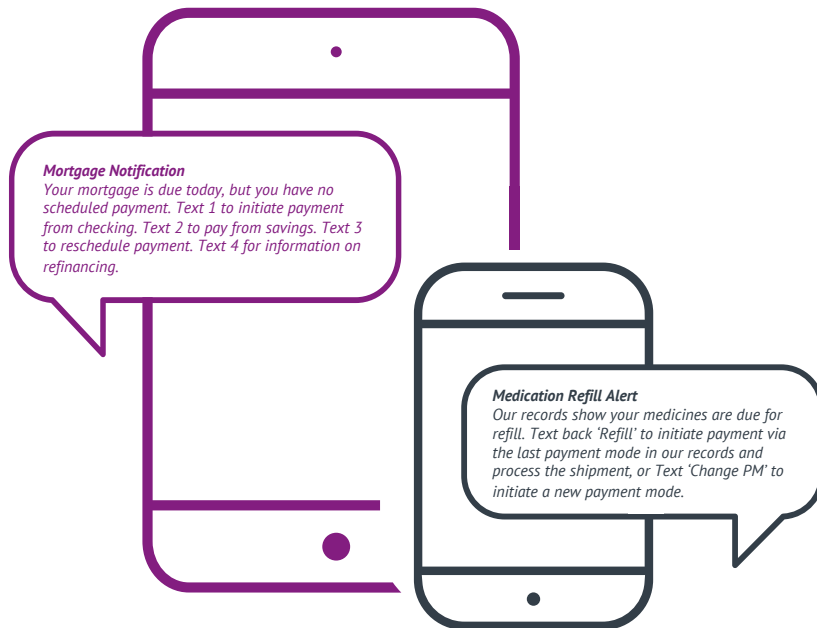 Mortgage Notification
Your mortgage is due today, but you have no
scheduled payment. Text 1 to initiate payment
from checking. Text 2 to pay from savings. Text 3
to reschedule payment. Text 4 for information on
refinancing.
Medication Refill Alert
Our records show your medicines are due for
refill. Text back ‘Refill’ to initiate payment via
the last payment mode in our records and
process the shipment, or Text ‘Change PM’ to
initiate a new payment mode.